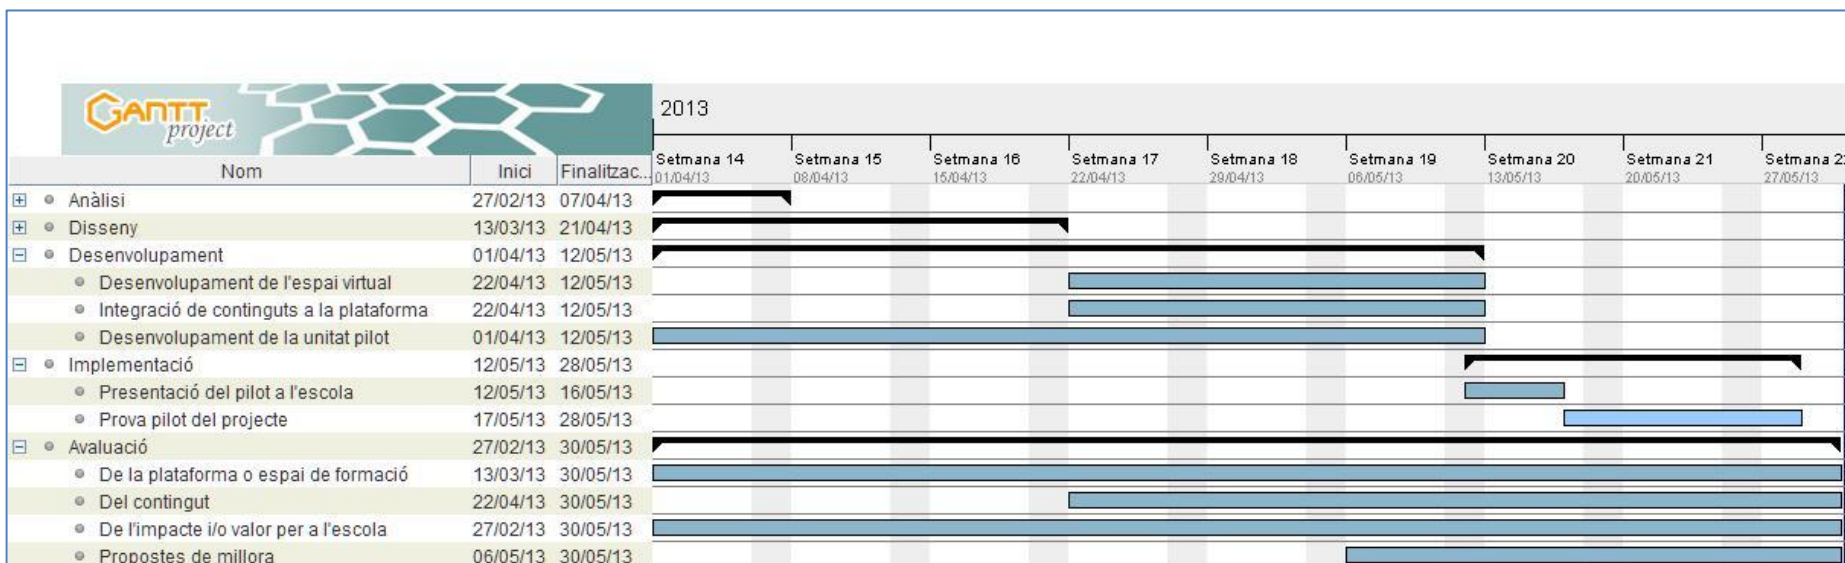 GANTT
project
2013
Setmana 14 Setmana 15 Setmana 16 Setmana 17 Setmana 18 Setmana 19 Setmana 20 Setmana 21 Setmana 2
Nom Inici Finalitzac...
01/04/13 08/04/13 15/04/13 22/04/13 29/04/13 06/05/13 13/05/13 20/05/13 27/05/13
Anàlisi 27/02/13 07/04/13
Disseny 13/03/13 21/04/13
Desenvolupament 01/04/13 12/05/13
Desenvolupament de l'espai virtual 22/04/13 12/05/13
Integració de continguts a la plataforma 22/04/13 12/05/13
Desenvolupament de la unitat pilot 01/04/13 12/05/13
Implementació 12/05/13 28/05/13
Presentació del pilot a l'escola 12/05/13 16/05/13
Prova pilot del projecte 17/05/13 28/05/13
Avaluació 27/02/13 30/05/13
De la plataforma o espai de formació 13/03/13 30/05/13
Del contingut 22/04/13 30/05/13
De l'impacte i/o valor per a l'escola 27/02/13 30/05/13
Propostes de millora 06/05/13 30/05/13